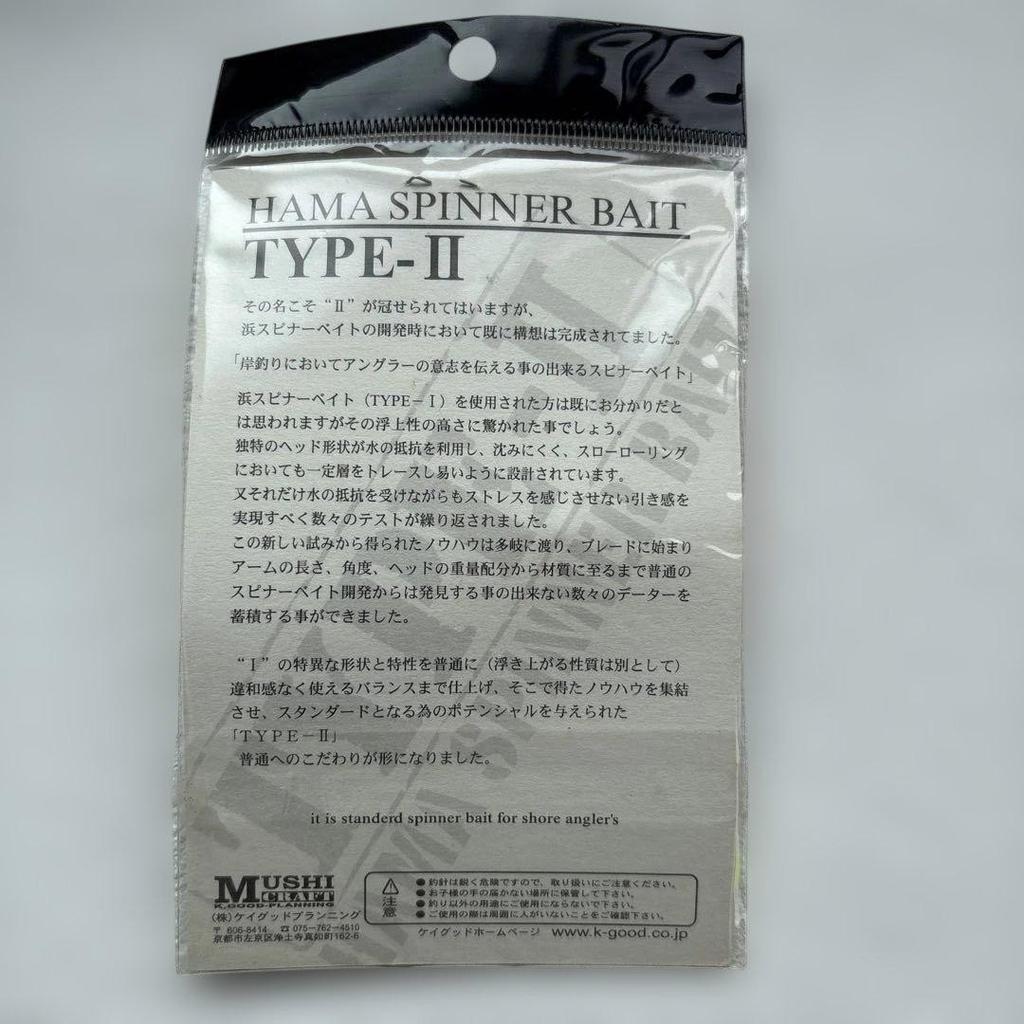 HAMA SPINNER BAIT
TYPE-Ⅱ
その名こそ“Ⅱ”が冠せられてはいますが、
浜スピナーベイトの開発時において既に構想は完成されてました。
「岸釣りにおいてアングラーの意志を伝える事の出来るスピナーベイト」
浜スピナーベイト（TYPE－Ⅰ）を使用された方は既にお分かりだと
は思われますがその浮上性の高さに驚かれた事でしょう。
独特のヘッド形状が水の抵抗を利用し、沈みにくく、スローローリング
においても一定層をトレースし易いように設計されています。
又それだけ水の抵抗を受けながらもストレスを感じさせない引き感を
実現すべく数々のテストが繰り返されました。
この新しい試みから得られたノウハウは多岐に渡り、ブレードに始まり
アームの長さ、角度、ヘッドの重量配分から材質に至るまで普通の
スピナーベイト開発からは発見する事の出来ない数々のデーターを
蓄積する事ができました。
“Ⅰ”の特異な形状と特性を普通に（浮き上がる性質は別として）
違和感なく使えるバランスまで仕上げ、そこで得たノウハウを集結
させ、スタンダードとなる為のポテンシャルを与えられた
「ＴＹＰＥ－Ⅱ」
普通へのこだわりが形になりました。
it is standerd spinner bait for shore angler's
MUSHI
CRAFT
K.GOOD-PLANNING
（株）ケイグッドプランニング
〒606-8414 ☎075-762-4510
京都市左京区浄土寺真如町162-6
注意
●釣針は鋭く危険ですので、取り扱いにご注意ください。
●お子様の手の届かない場所に保管して下さい。
●釣り以外の用途にご使用にならないで下さい。
●ご使用の際は周囲に人がいないことをご確認下さい。
ケイグッドホームページ www.k-good.co.jp